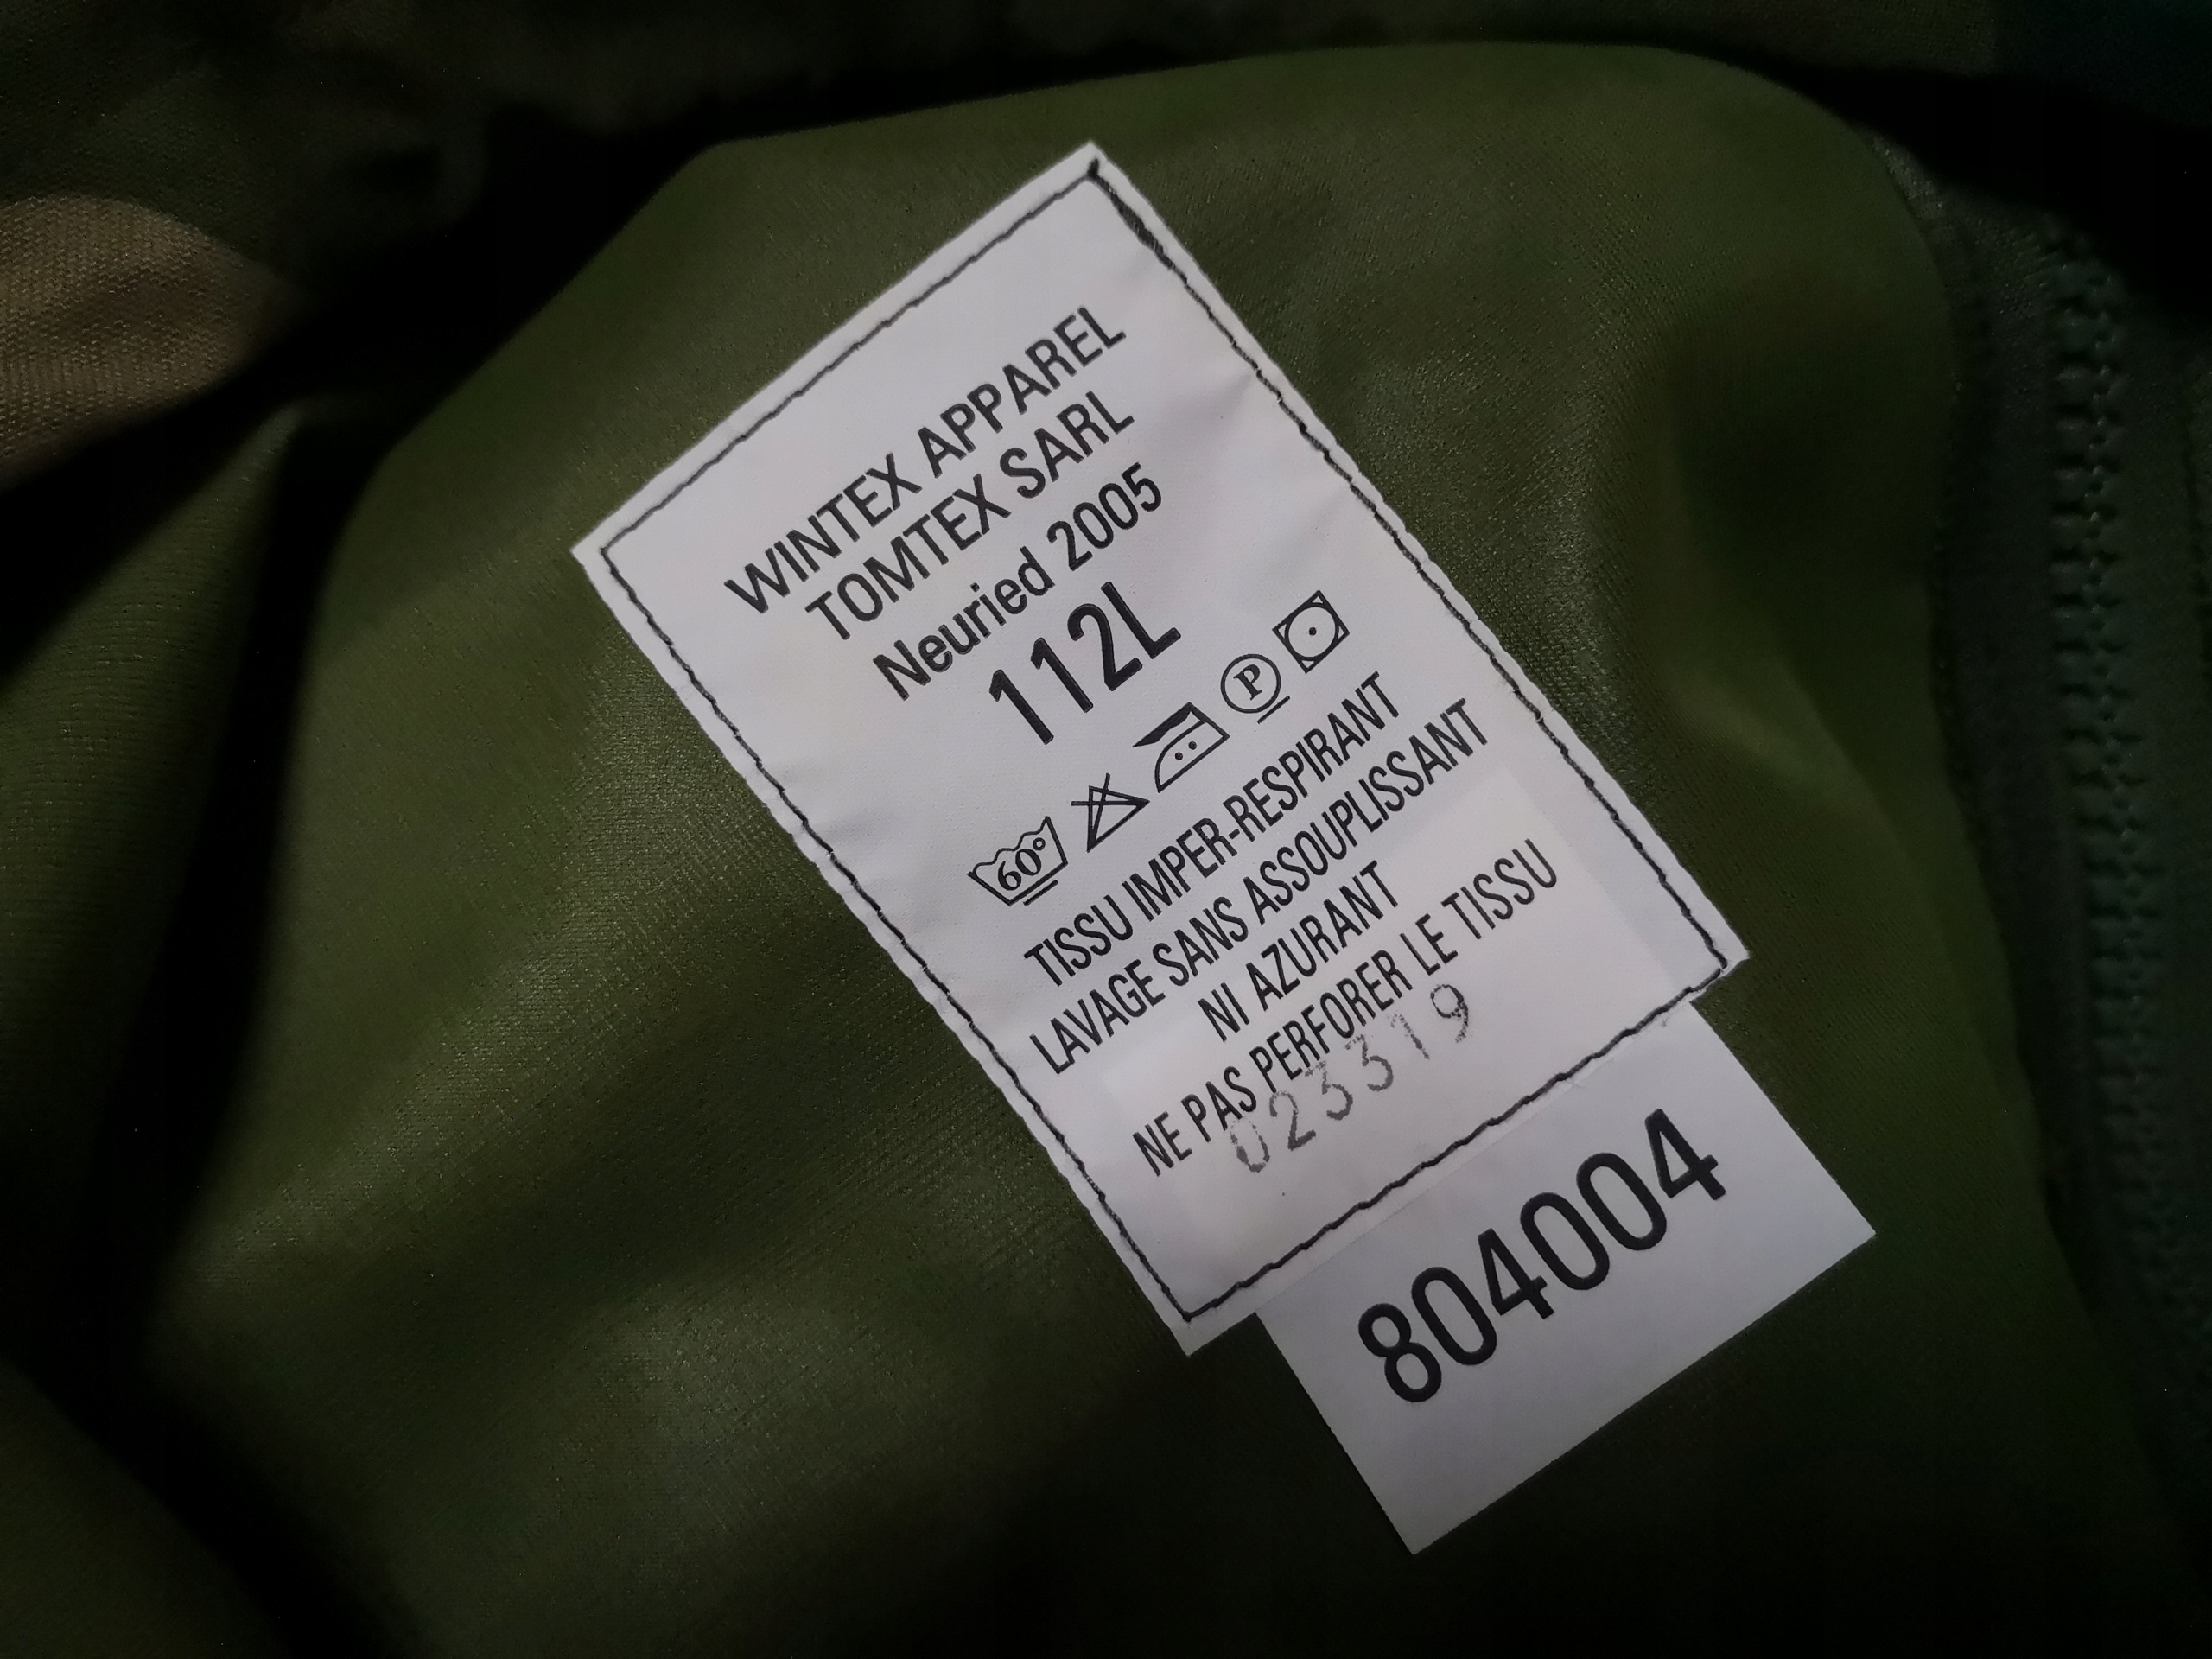 WINTEX APPAREL
TOMTEX SARL
Neuried 2005
112L
60° P
TISSU IMPER-RESPIRANT
LAVAGE SANS ASSOUPLISSANT
NI AZURANT
NE PAS PERFORER LE TISSU
023319
804004